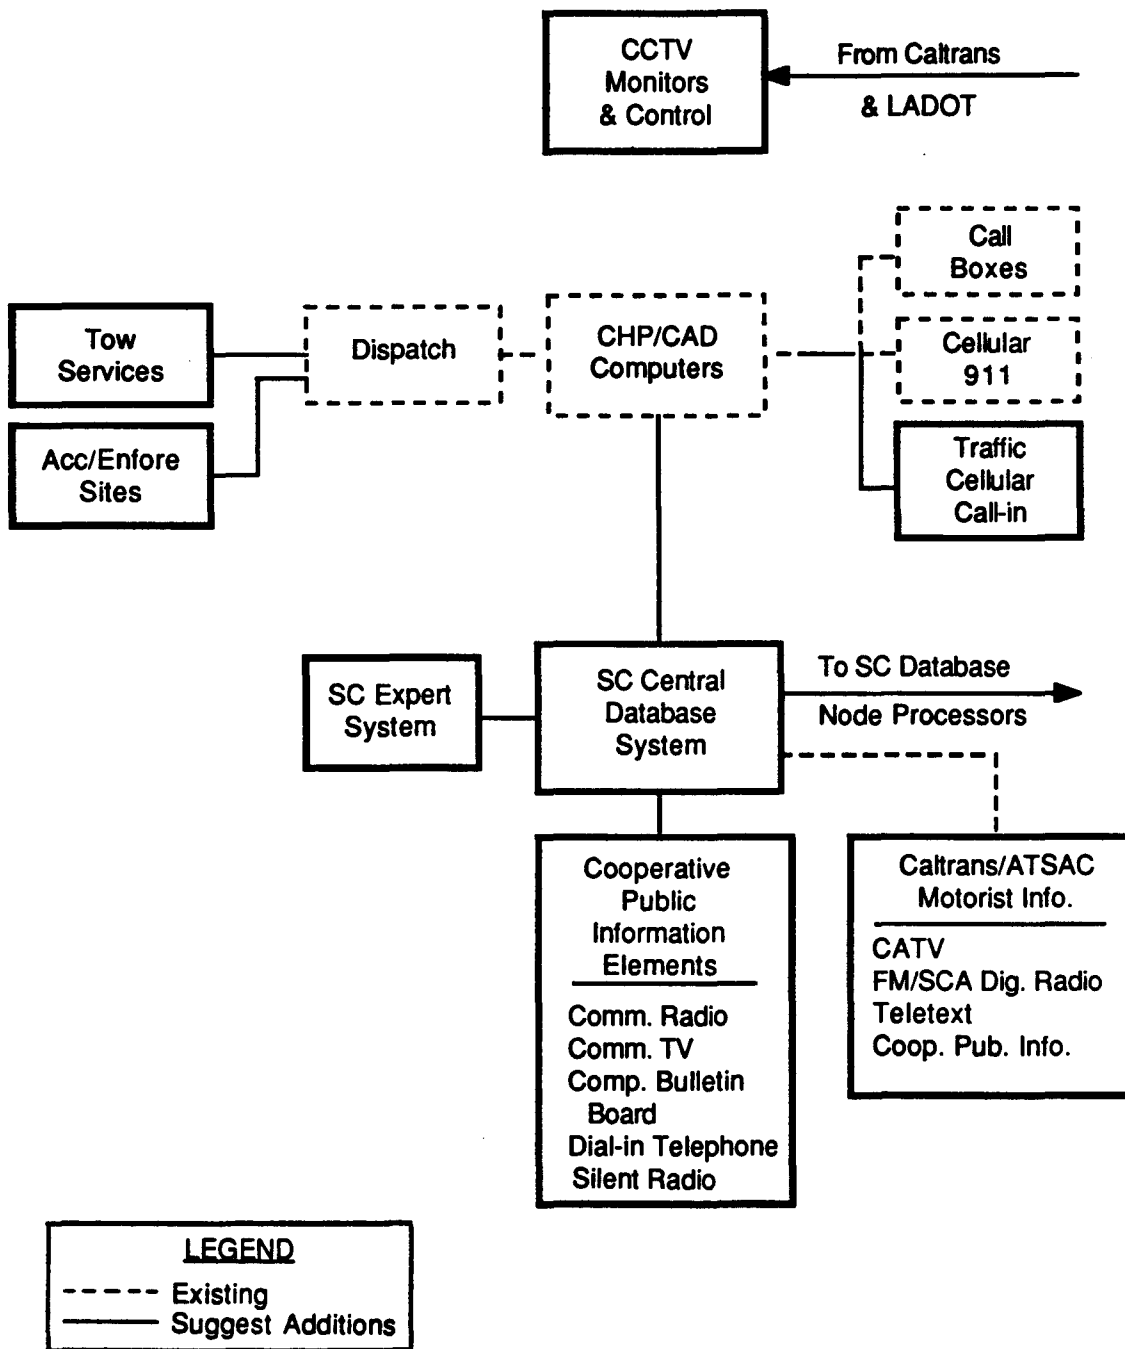 CCTV
Monitors
& Control
From Caltrans
& LADOT
Call
Boxes
Tow
Services
Dispatch
CHP/CAD
Computers
Cellular
911
Acc/Enfore
Sites
Traffic
Cellular
Call-in
SC Expert
System
SC Central
Database
System
To SC Database
Node Processors
Cooperative
Public
Information
Elements
Comm. Radio
Comm. TV
Comp. Bulletin
Board
Dial-in Telephone
Silent Radio
Caltrans/ATSAC
Motorist Info.
CATV
FM/SCA Dig. Radio
Teletext
Coop. Pub. Info.
LEGEND
Existing
Suggest Additions